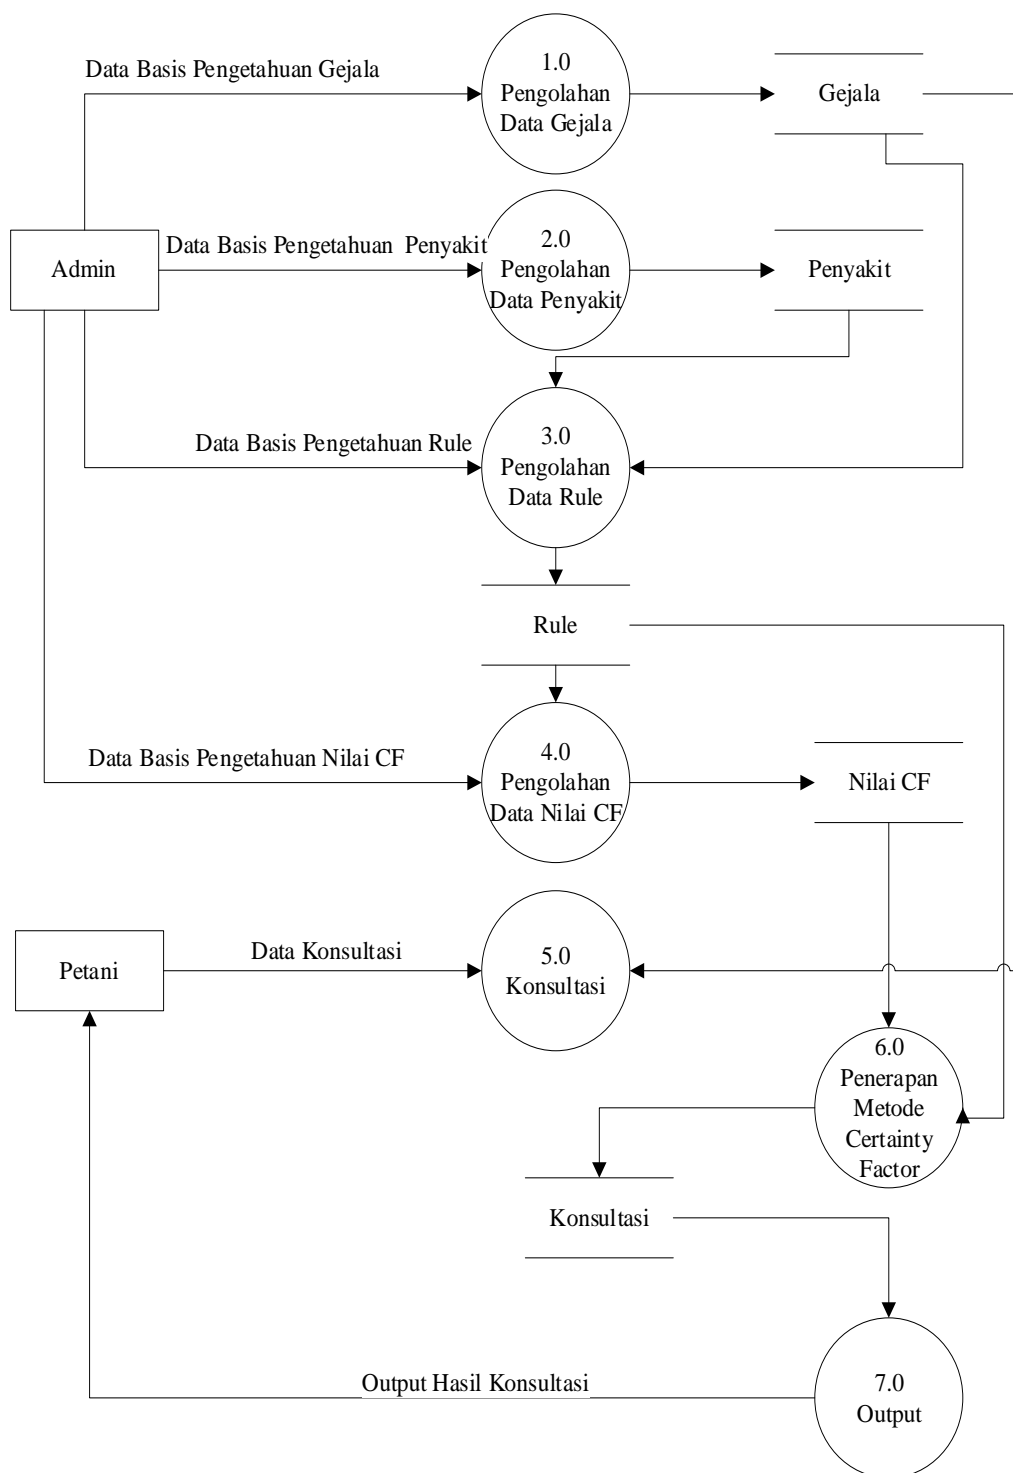 Data Basis Pengetahuan Gejala
1.0
Pengolahan
Data Gejala
Gejala
Admin
Data Basis Pengetahuan  Penyakit
2.0
Pengolahan
Data Penyakit
Penyakit
Data Basis Pengetahuan Rule
3.0
Pengolahan
Data Rule
Rule
Data Basis Pengetahuan Nilai CF
4.0
Pengolahan
Data Nilai CF
Nilai CF
Petani
Data Konsultasi
5.0
Konsultasi
6.0
Penerapan
Metode
Certainty
Factor
Konsultasi
Output Hasil Konsultasi
7.0
Output